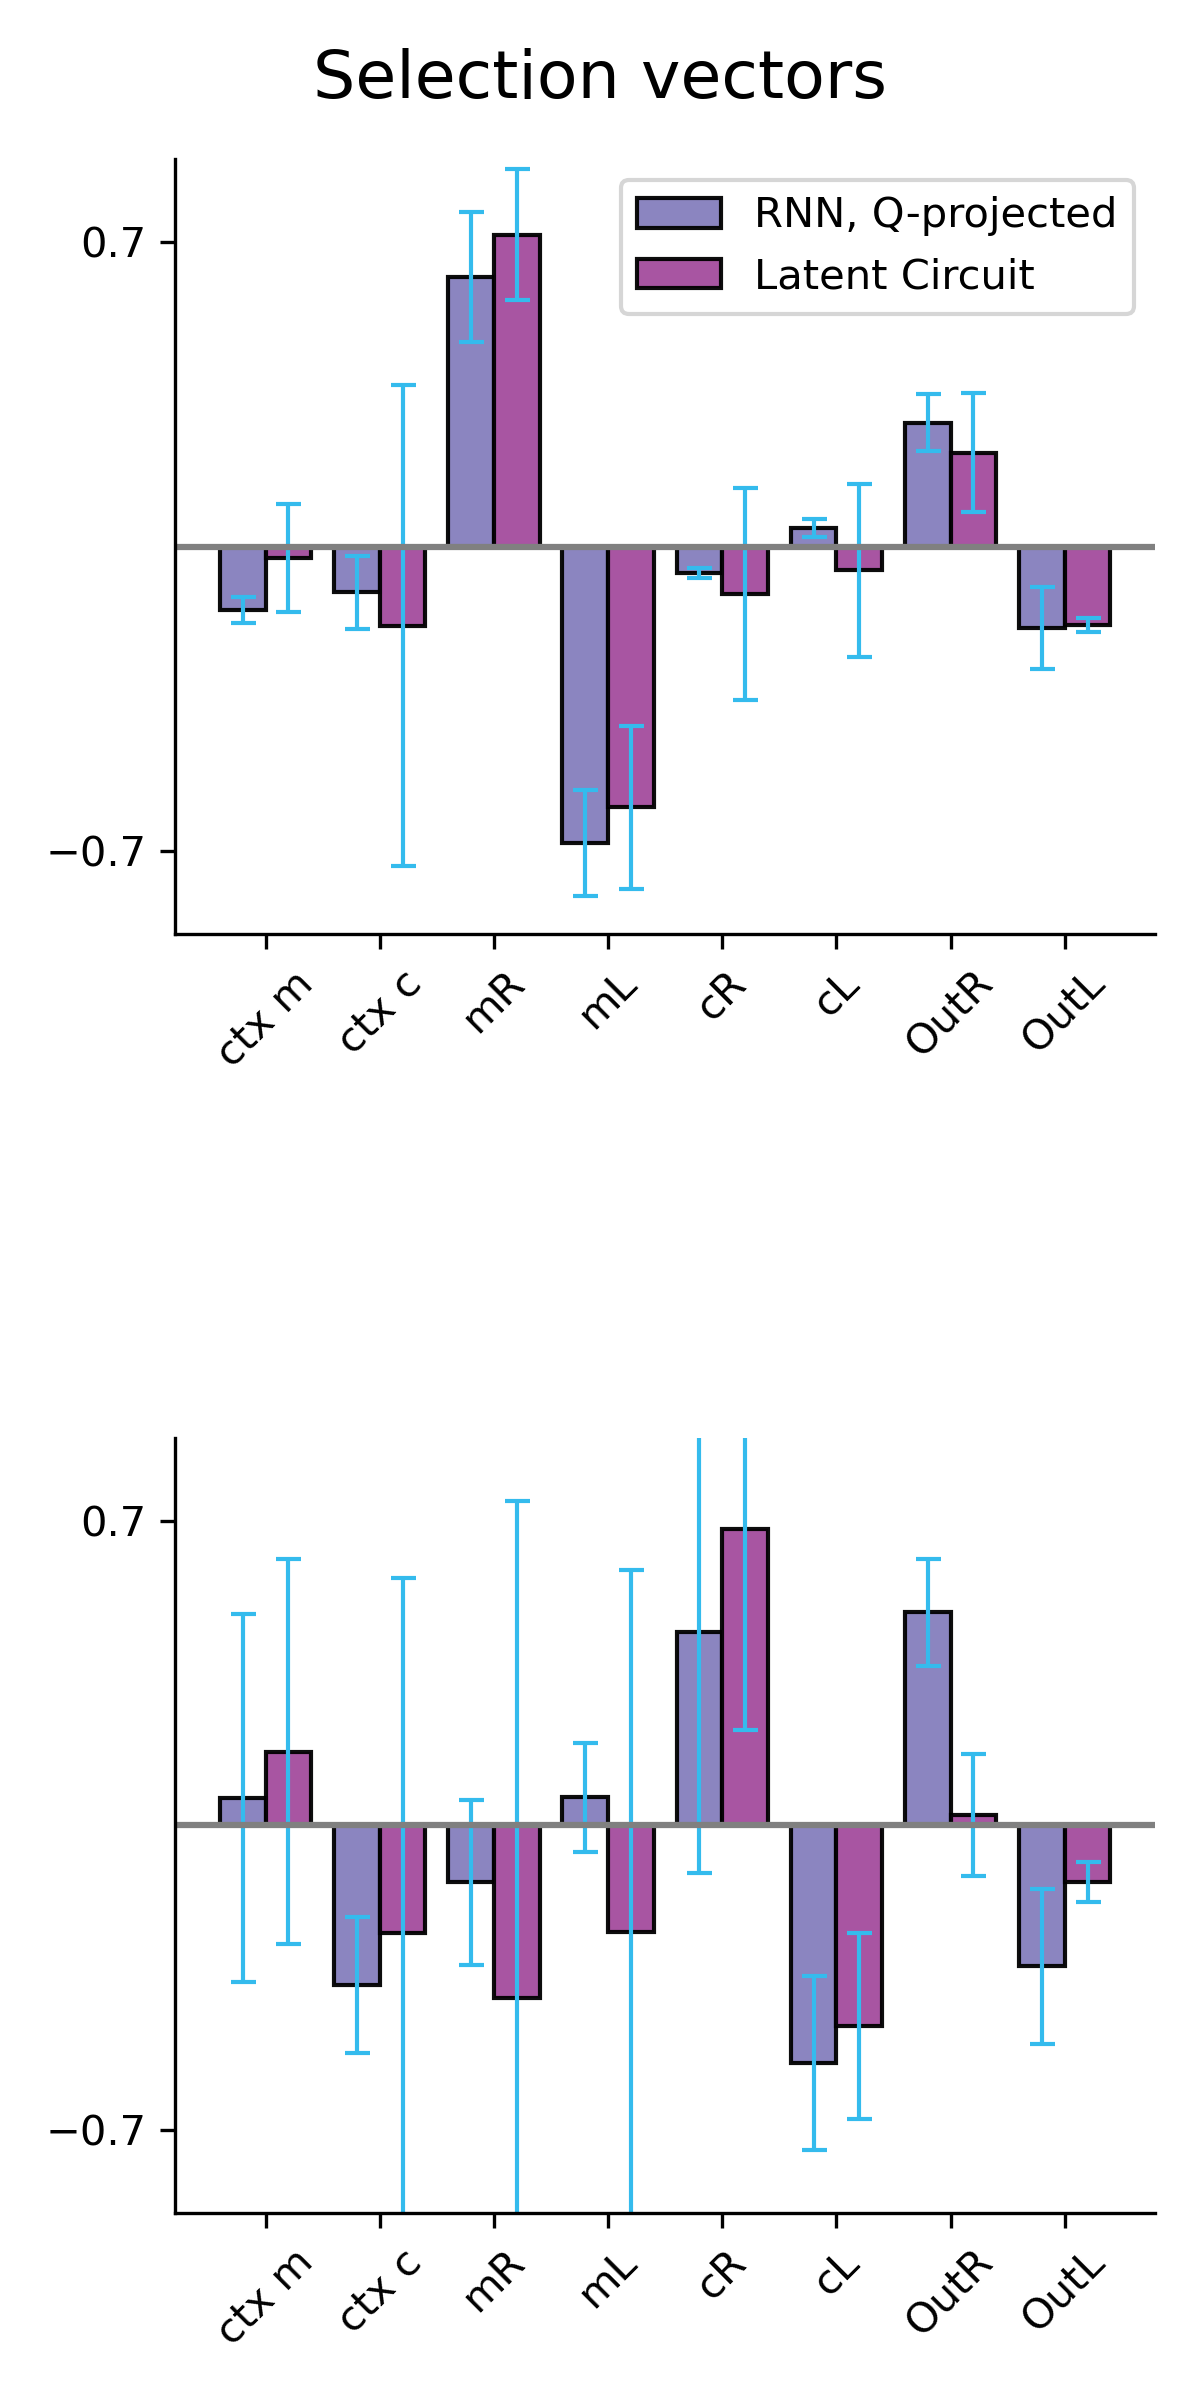 Selection vectors
RNN, Q-projected
Latent Circuit
0.7
−0.7
ctx m
ctx c
mR
mL
cR
cL
OutR
OutL
0.7
−0.7
ctx m
ctx c
mR
mL
cR
cL
OutR
OutL